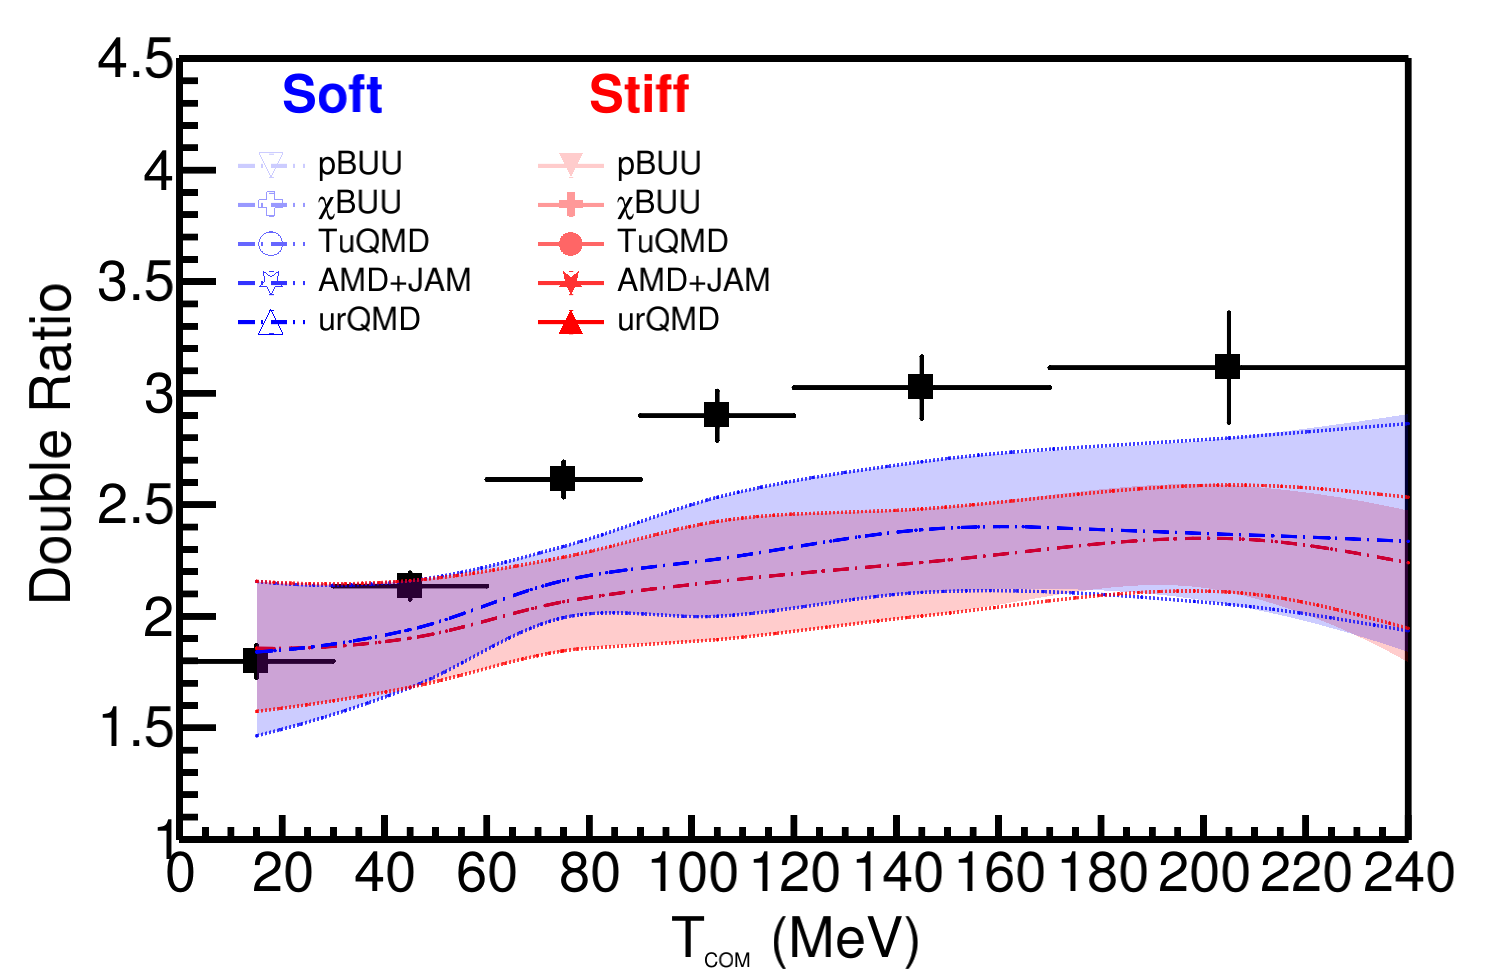 4.5
4
3.5
3
2.5
2
1.5
1
Double Ratio
Soft Stiff
pBUU pBUU
χBUU χBUU
TuQMD TuQMD
AMD+JAM AMD+JAM
urQMD urQMD
0 20 40 60 80 100 120 140 160 180 200 220 240
T_COM (MeV)